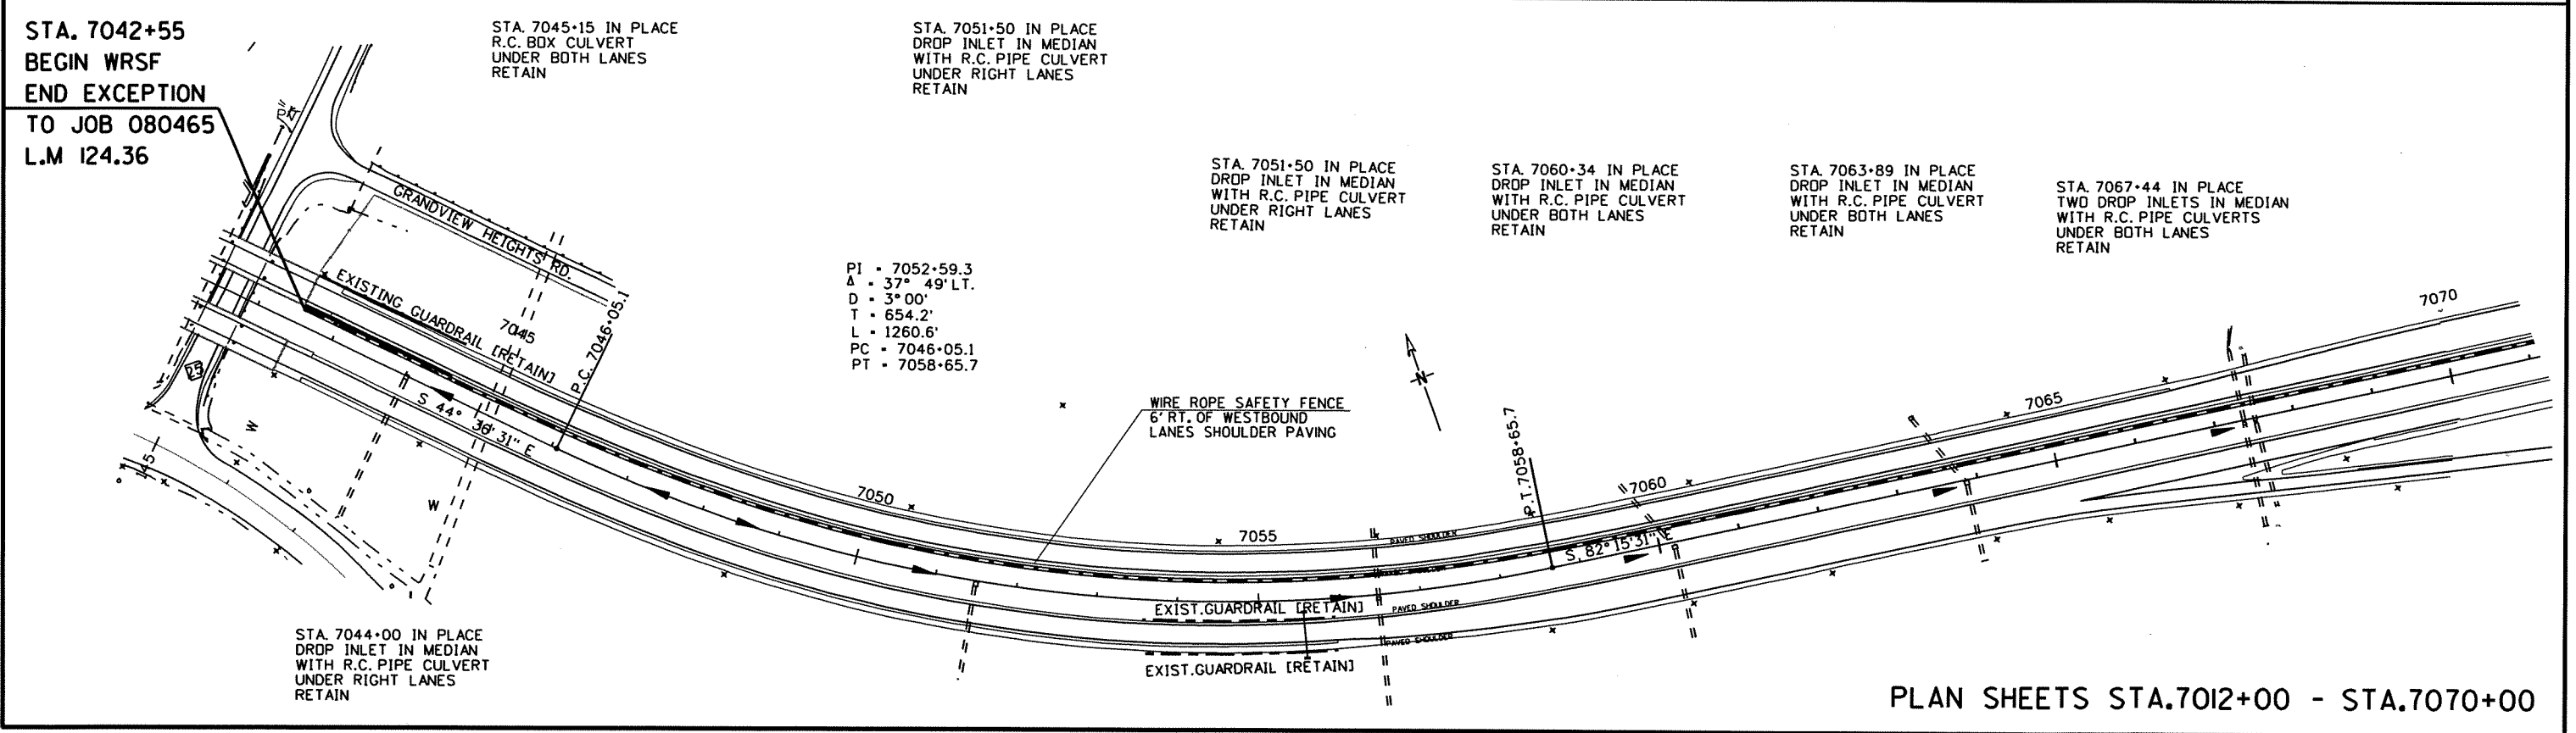 STA. 7042+55
BEGIN WRSF
END EXCEPTION
TO JOB 080465
L.M 124.36
STA. 7045+15 IN PLACE
R.C. BOX CULVERT
UNDER BOTH LANES
RETAIN
STA. 7051+50 IN PLACE
DROP INLET IN MEDIAN
WITH R.C. PIPE CULVERT
UNDER RIGHT LANES
RETAIN
STA. 7051+50 IN PLACE
DROP INLET IN MEDIAN
WITH R.C. PIPE CULVERT
UNDER RIGHT LANES
RETAIN
STA. 7060+34 IN PLACE
DROP INLET IN MEDIAN
WITH R.C. PIPE CULVERT
UNDER BOTH LANES
RETAIN
STA. 7063+89 IN PLACE
DROP INLET IN MEDIAN
WITH R.C. PIPE CULVERT
UNDER BOTH LANES
RETAIN
STA. 7067+44 IN PLACE
TWO DROP INLETS IN MEDIAN
WITH R.C. PIPE CULVERTS
UNDER BOTH LANES
RETAIN
GRANDVIEW HEIGHTS RD.
EXISTING GUARDRAIL [RETAIN]
7045
P.C. 7046+05.1
PI = 7052+59.3
Δ = 37° 49' LT.
D = 3°00'
T = 654.2'
L = 1260.6'
PC = 7046+05.1
PT = 7058+65.7
N
7070
7065
7060
7055
7050
25
145
W
W
S 44° 36' 31" E
WIRE ROPE SAFETY FENCE
6' RT. OF WESTBOUND
LANES SHOULDER PAVING
P.T. 7058+65.7
S. 82° 15'31" E
PAVED SHOULDER
PAVED SHOULDER
PAVED SHOULDER
PAVED SHOULDER
EXIST.GUARDRAIL [RETAIN]
EXIST.GUARDRAIL [RETAIN]
STA. 7044+00 IN PLACE
DROP INLET IN MEDIAN
WITH R.C. PIPE CULVERT
UNDER RIGHT LANES
RETAIN
PLAN SHEETS STA.7012+00 - STA.7070+00